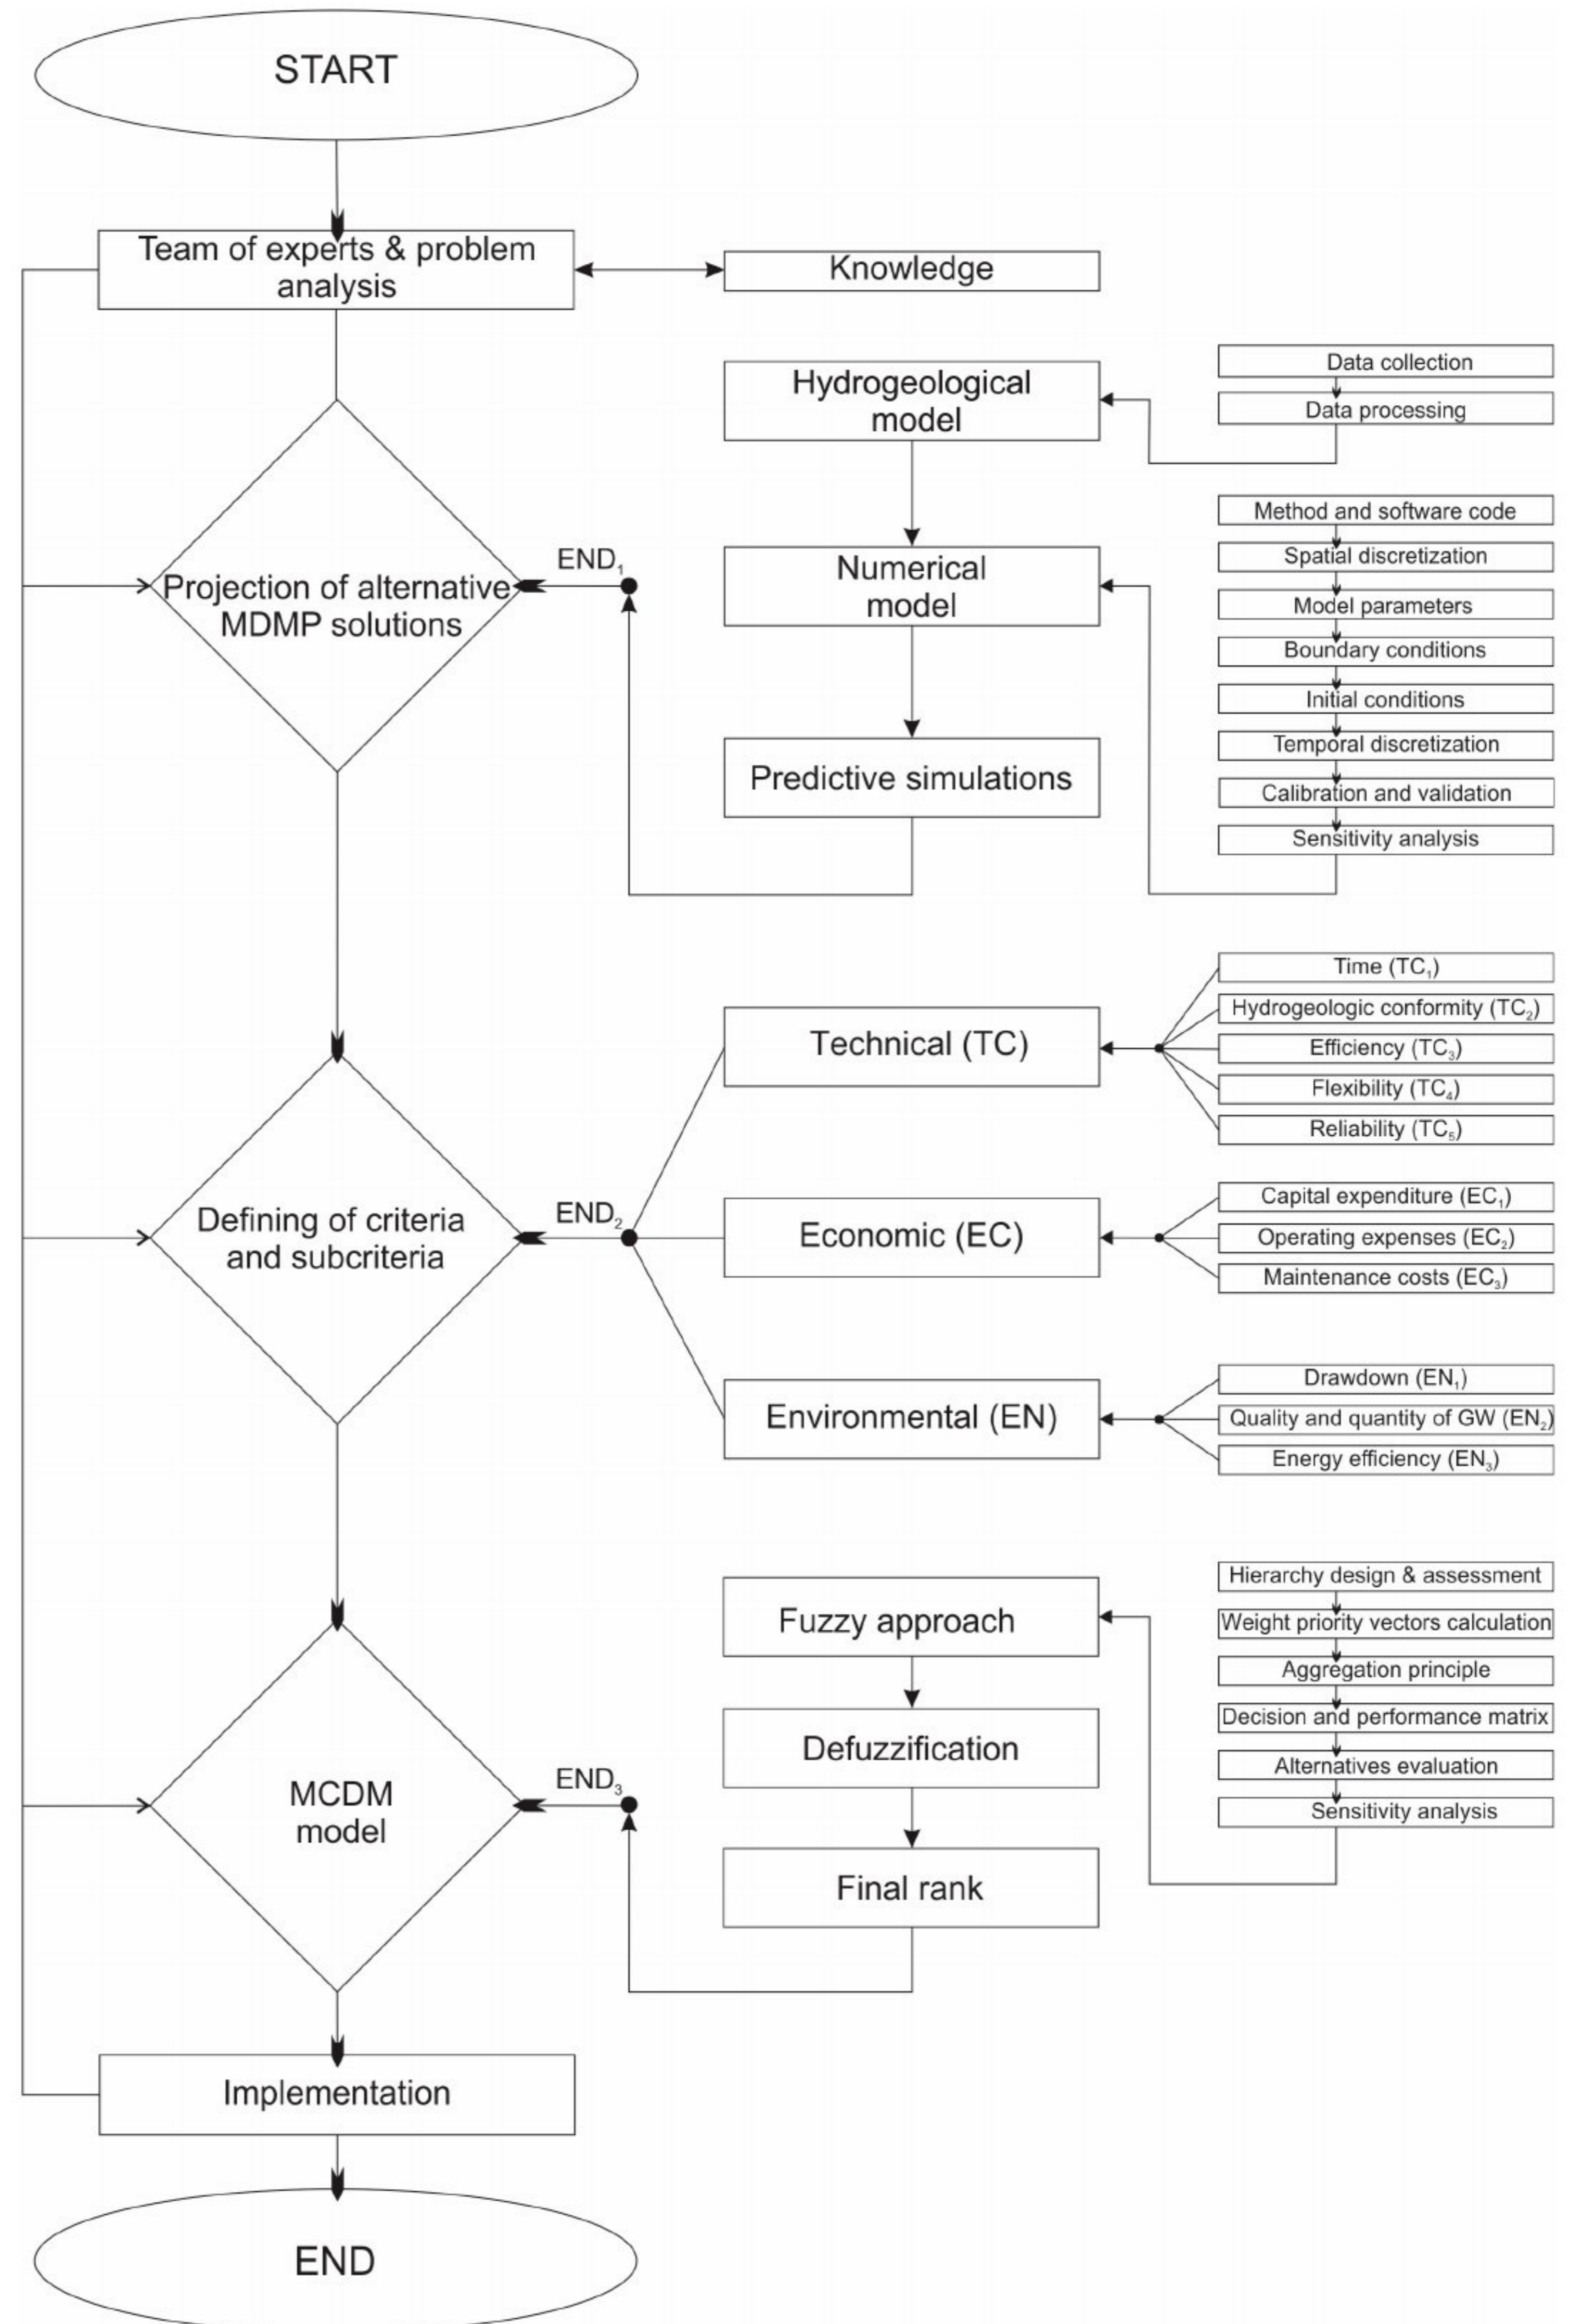 START
Team of experts & problem
analysis
Knowledge
Hydrogeological
model
Data collection
Data processing
Projection of alternative
MDMP solutions
END₁
Numerical
model
Predictive simulations
Method and software code
Spatial discretization
Model parameters
Boundary conditions
Initial conditions
Temporal discretization
Calibration and validation
Sensitivity analysis
Defining of criteria
and subcriteria
END₂
Technical (TC)
Time (TC₁)
Hydrogeologic conformity (TC₂)
Efficiency (TC₃)
Flexibility (TC₄)
Reliability (TC₅)
Economic (EC)
Capital expenditure (EC₁)
Operating expenses (EC₂)
Maintenance costs (EC₃)
Environmental (EN)
Drawdown (EN₁)
Quality and quantity of GW (EN₂)
Energy efficiency (EN₃)
MCDM
model
END₃
Fuzzy approach
Defuzzification
Final rank
Hierarchy design & assessment
Weight priority vectors calculation
Aggregation principle
Decision and performance matrix
Alternatives evaluation
Sensitivity analysis
Implementation
END